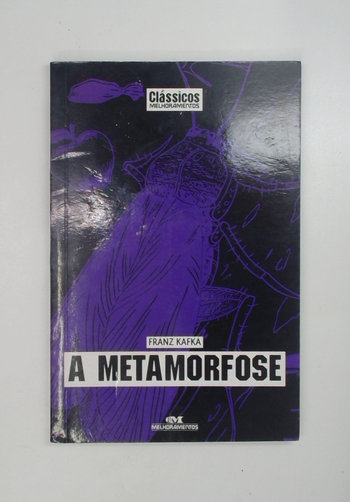 Clássicos
MELHORAMENTOS
FRANZ KAFKA
A METAMORFOSE
MELHORAMENTOS